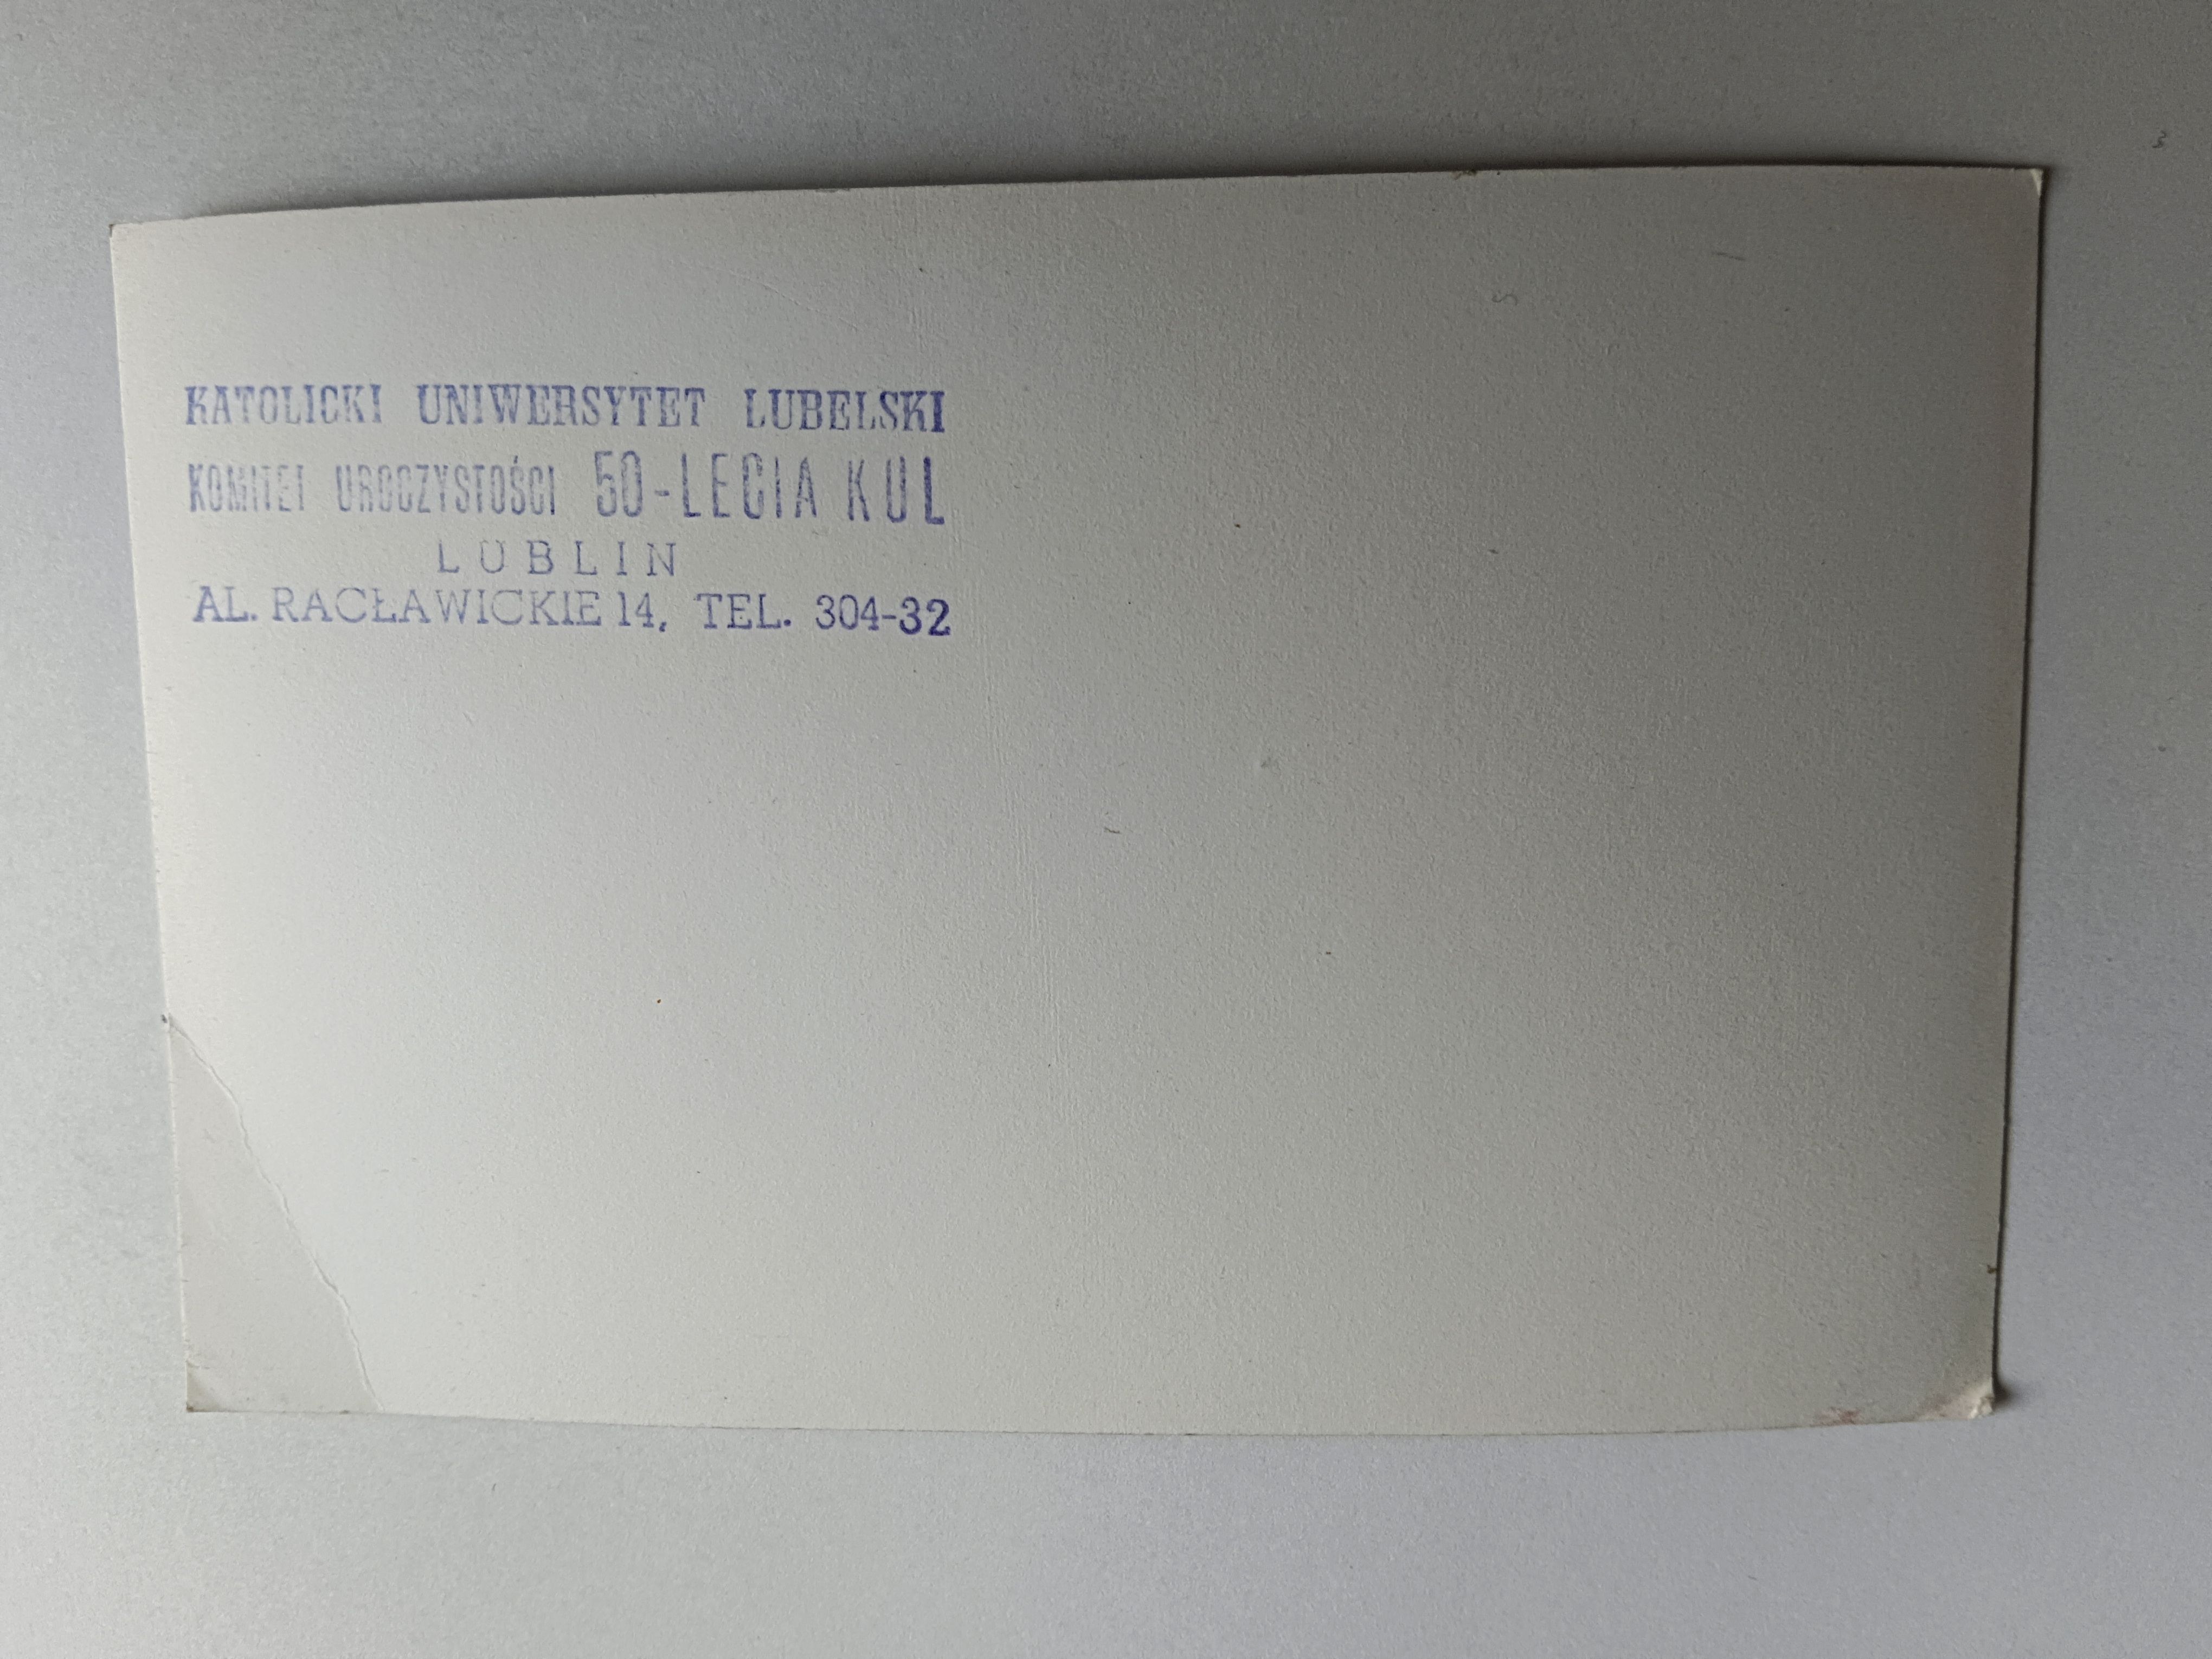 KATOLICKI UNIWERSYTET LUBELSKI
KOMITET UROCZYSTOŚCI 50-LECIA KUL
LUBLIN
AL. RACŁAWICKIE 14, TEL. 304-32